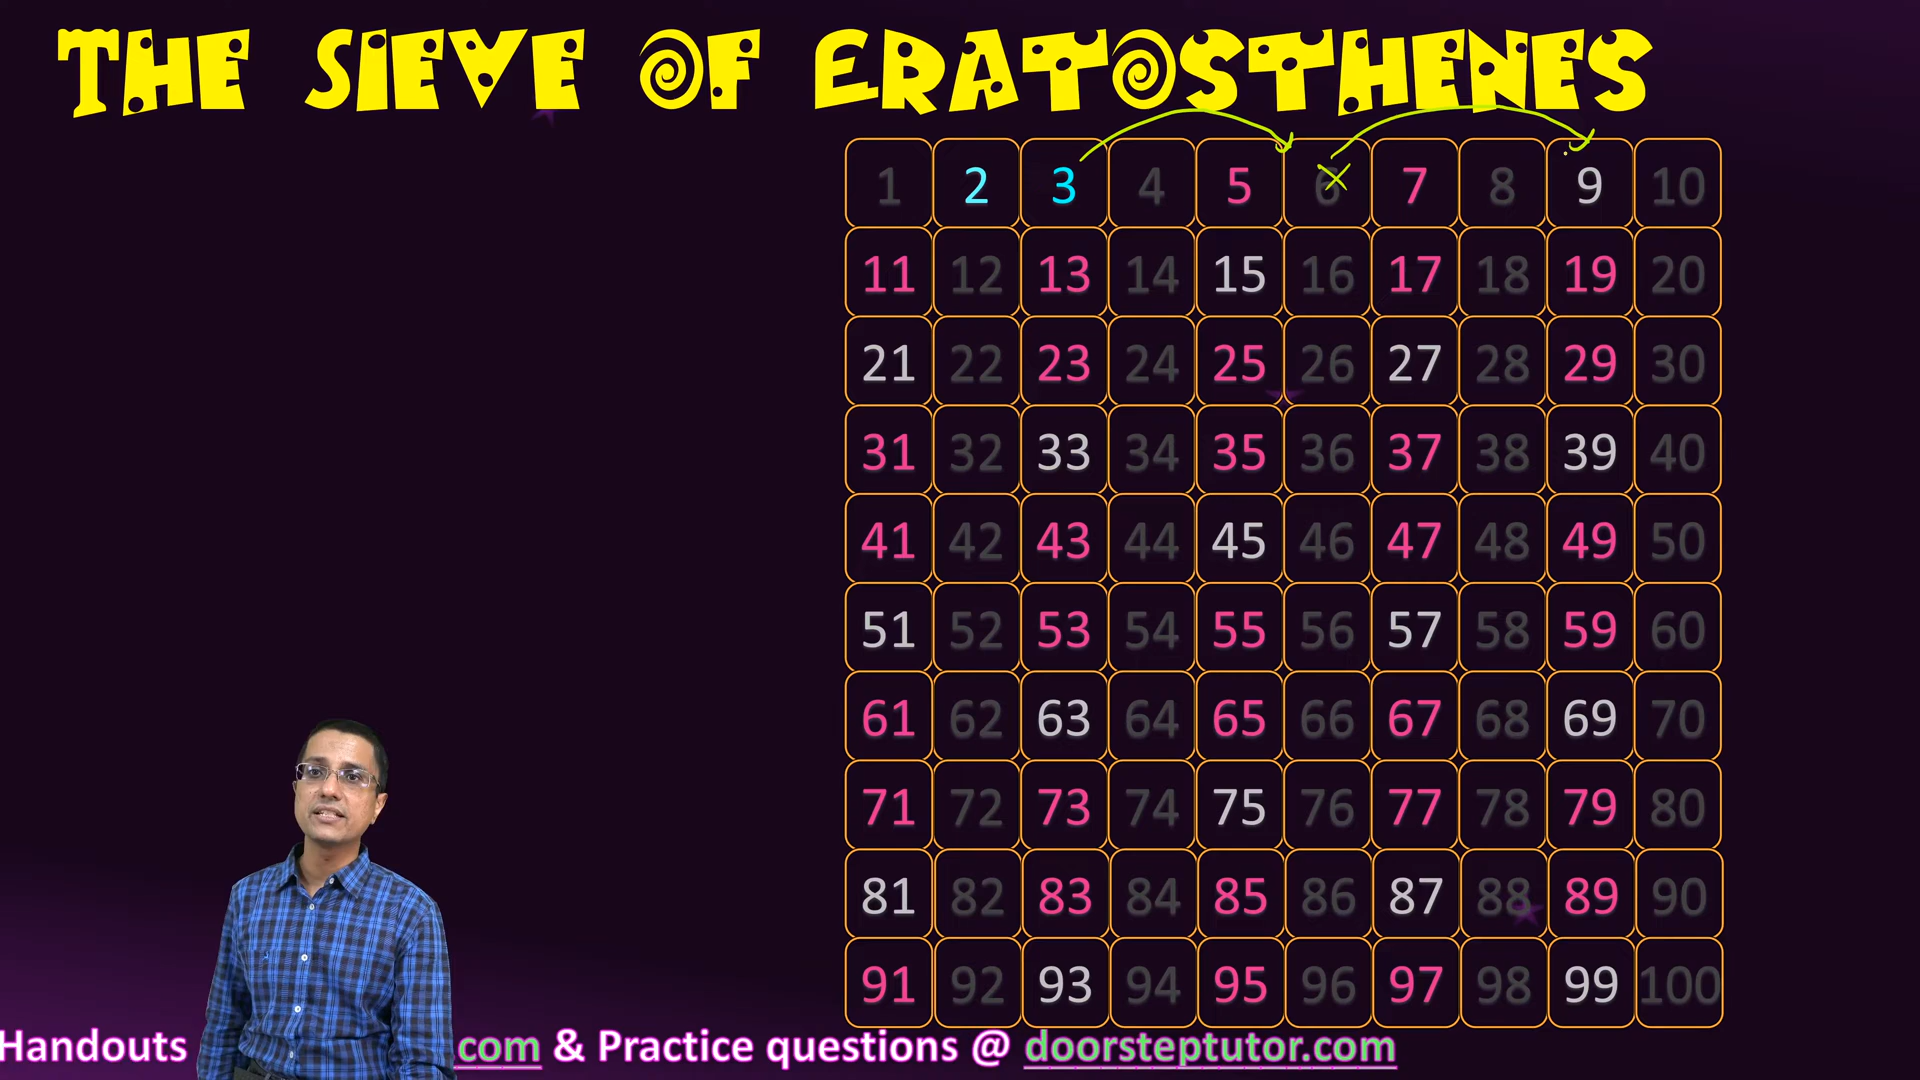 THE SIEVE OF ERATOSTHENES
1 2 3 4 5 6 7 8 9 10
11 12 13 14 15 16 17 18 19 20
21 22 23 24 25 26 27 28 29 30
31 32 33 34 35 36 37 38 39 40
41 42 43 44 45 46 47 48 49 50
51 52 53 54 55 56 57 58 59 60
61 62 63 64 65 66 67 68 69 70
71 72 73 74 75 76 77 78 79 80
81 82 83 84 85 86 87 88 89 90
91 92 93 94 95 96 97 98 99 100
Handouts com & Practice questions @ doorsteptutor.com